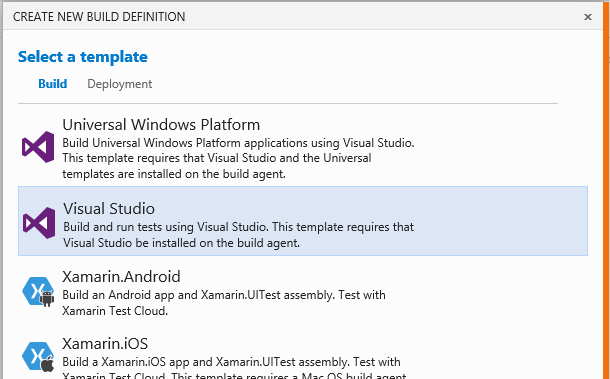 CREATE NEW BUILD DEFINITION
Select a template
Build Deployment
Universal Windows Platform
Build Universal Windows Platform applications using Visual Studio.
This template requires that Visual Studio and the Universal
templates are installed on the build agent.
Visual Studio
Build and run tests using Visual Studio. This template requires that
Visual Studio be installed on the build agent.
Xamarin.Android
Build an Android app and Xamarin.UITest assembly. Test with
Xamarin Test Cloud.
Xamarin.iOS
Build a Xamarin.iOS app and Xamarin.UITest assembly. Test with
Xamarin Test Cloud. This template requires a Mac OS build agent